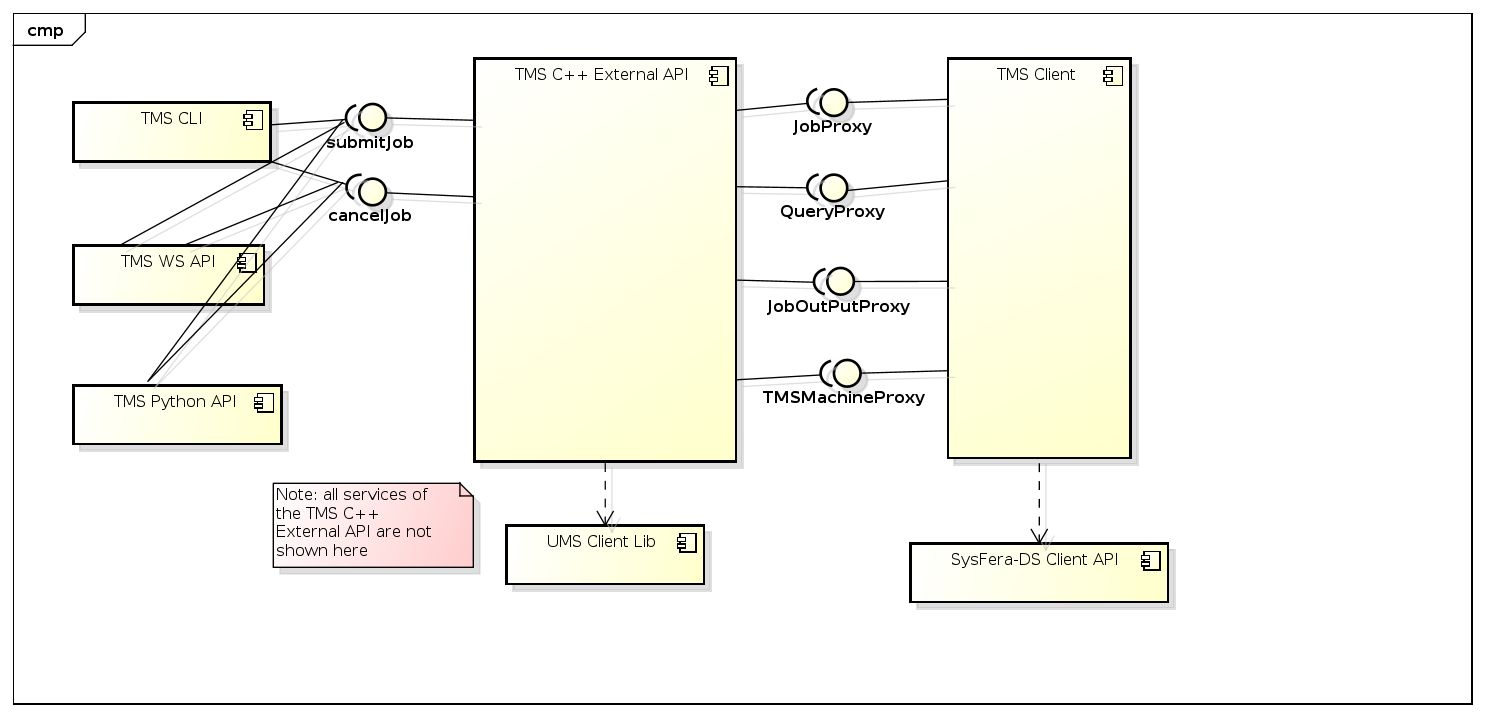 cmp
TMS C++ External API
TMS Client
TMS CLI
submitJob
JobProxy
cancelJob
QueryProxy
TMS WS API
JobOutPutProxy
TMS Python API
TMSMachineProxy
Note: all services of
the TMS C++
External API are not
shown here
UMS Client Lib
SysFera-DS Client API